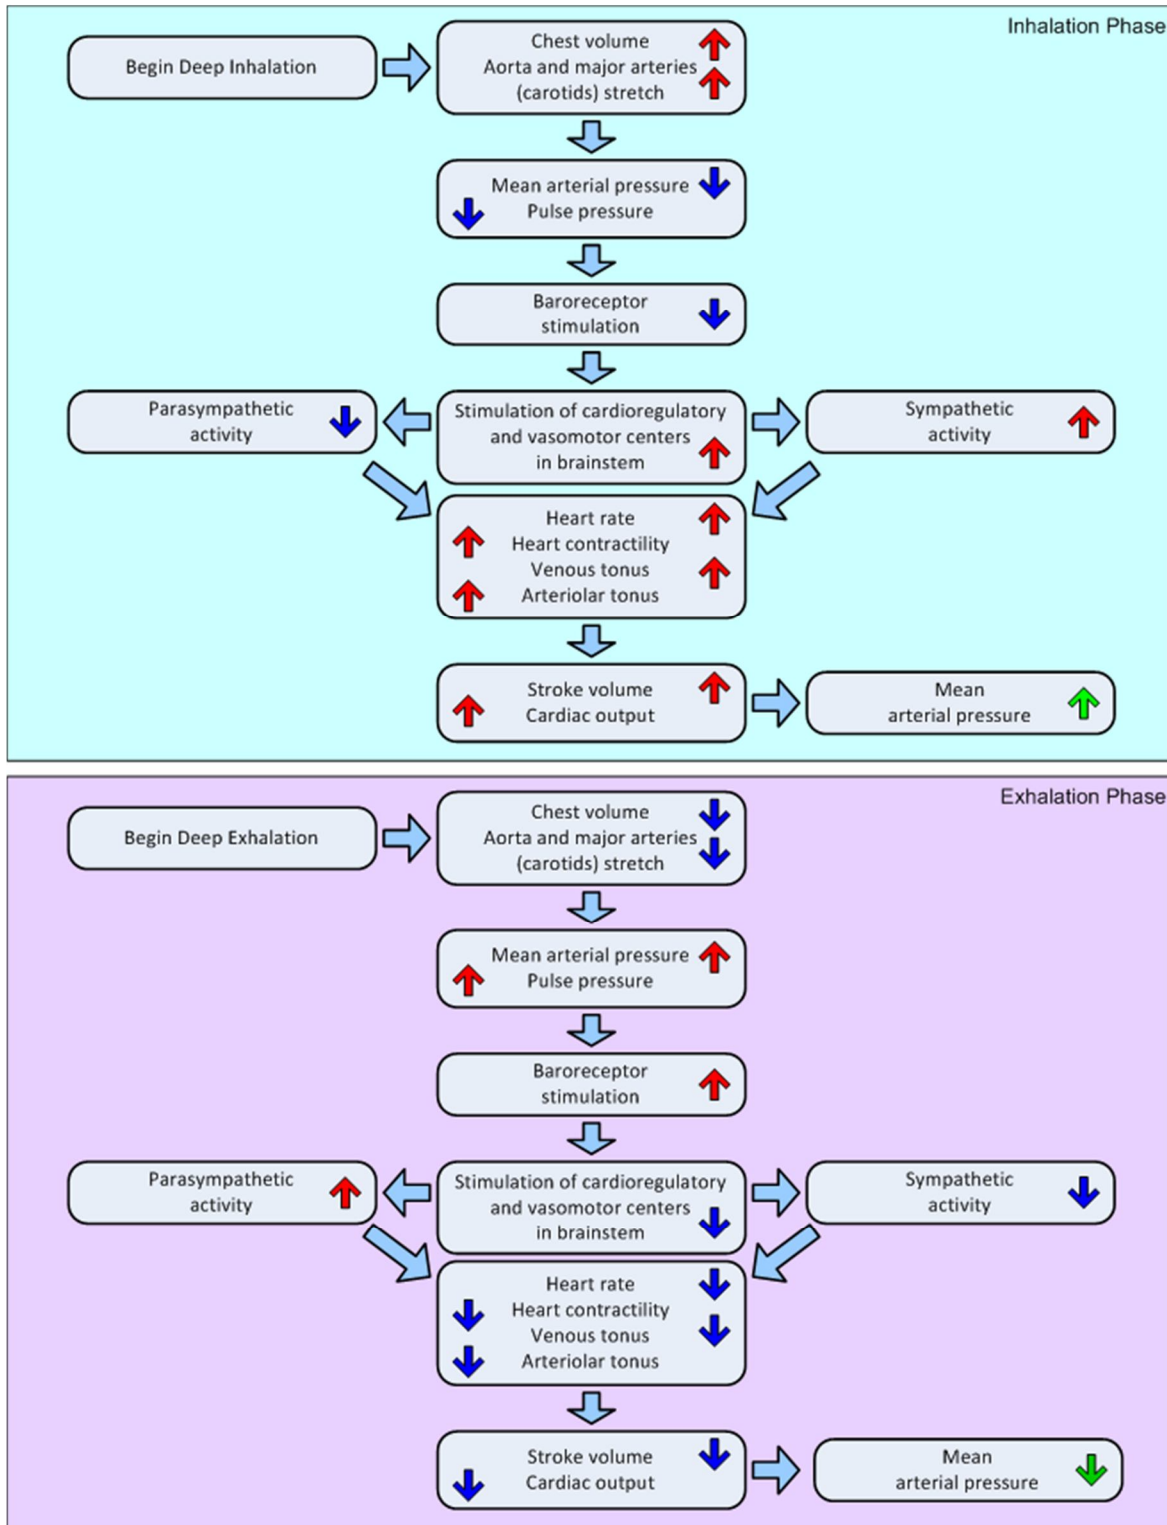 Inhalation Phase
Begin Deep Inhalation
Chest volume
Aorta and major arteries
(carotids) stretch
Mean arterial pressure
Pulse pressure
Baroreceptor
stimulation
Parasympathetic
activity
Stimulation of cardioregulatory
and vasomotor centers
in brainstem
Sympathetic
activity
Heart rate
Heart contractility
Venous tonus
Arteriolar tonus
Stroke volume
Cardiac output
Mean
arterial pressure
Exhalation Phase
Begin Deep Exhalation
Chest volume
Aorta and major arteries
(carotids) stretch
Mean arterial pressure
Pulse pressure
Baroreceptor
stimulation
Parasympathetic
activity
Stimulation of cardioregulatory
and vasomotor centers
in brainstem
Sympathetic
activity
Heart rate
Heart contractility
Venous tonus
Arteriolar tonus
Stroke volume
Cardiac output
Mean
arterial pressure